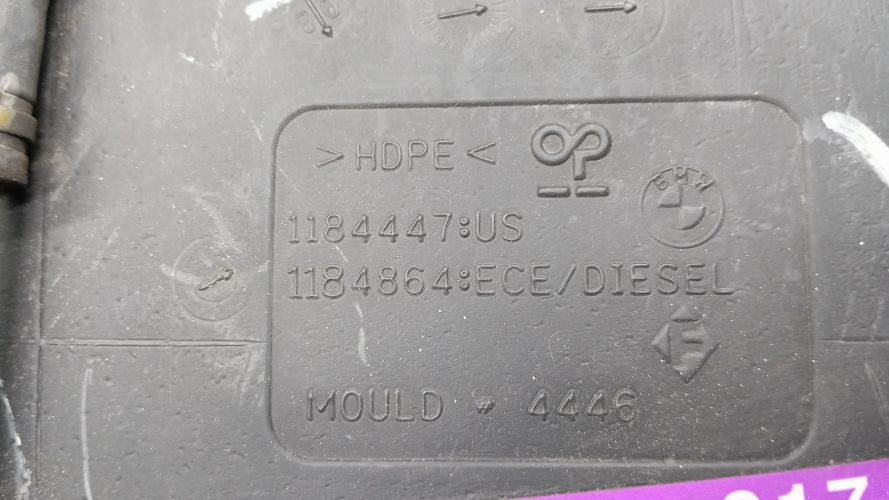 >HDPE<
BMW
1184447:US
1184864:ECE/DIESEL
MOULD * 4446